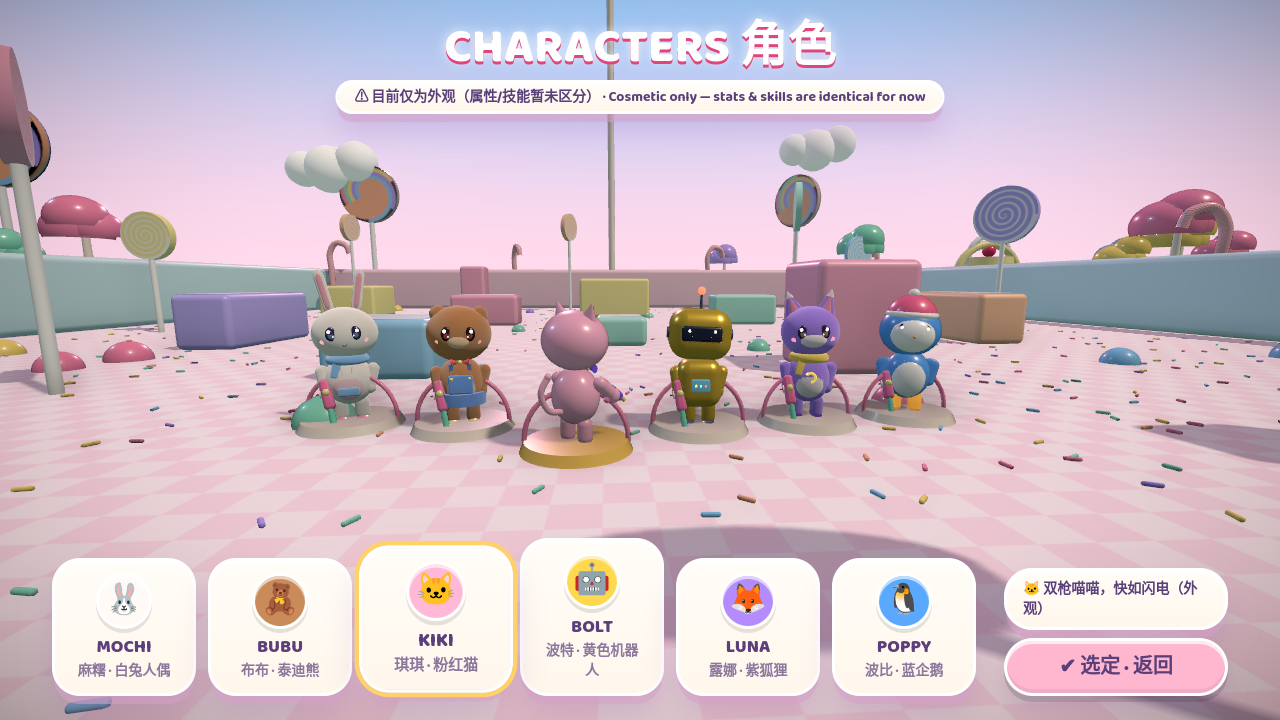 CHARACTERS 角色
⚠ 目前仅为外观（属性/技能暂未区分） · Cosmetic only — stats & skills are identical for now
MOCHI
麻糬 · 白兔人偶
BUBU
布布 · 泰迪熊
KIKI
琪琪 · 粉红猫
BOLT
波特 · 黄色机器
人
LUNA
露娜 · 紫狐狸
POPPY
波比 · 蓝企鹅
🐱 双枪喵喵，快如闪电（外
观）
✔ 选定 · 返回